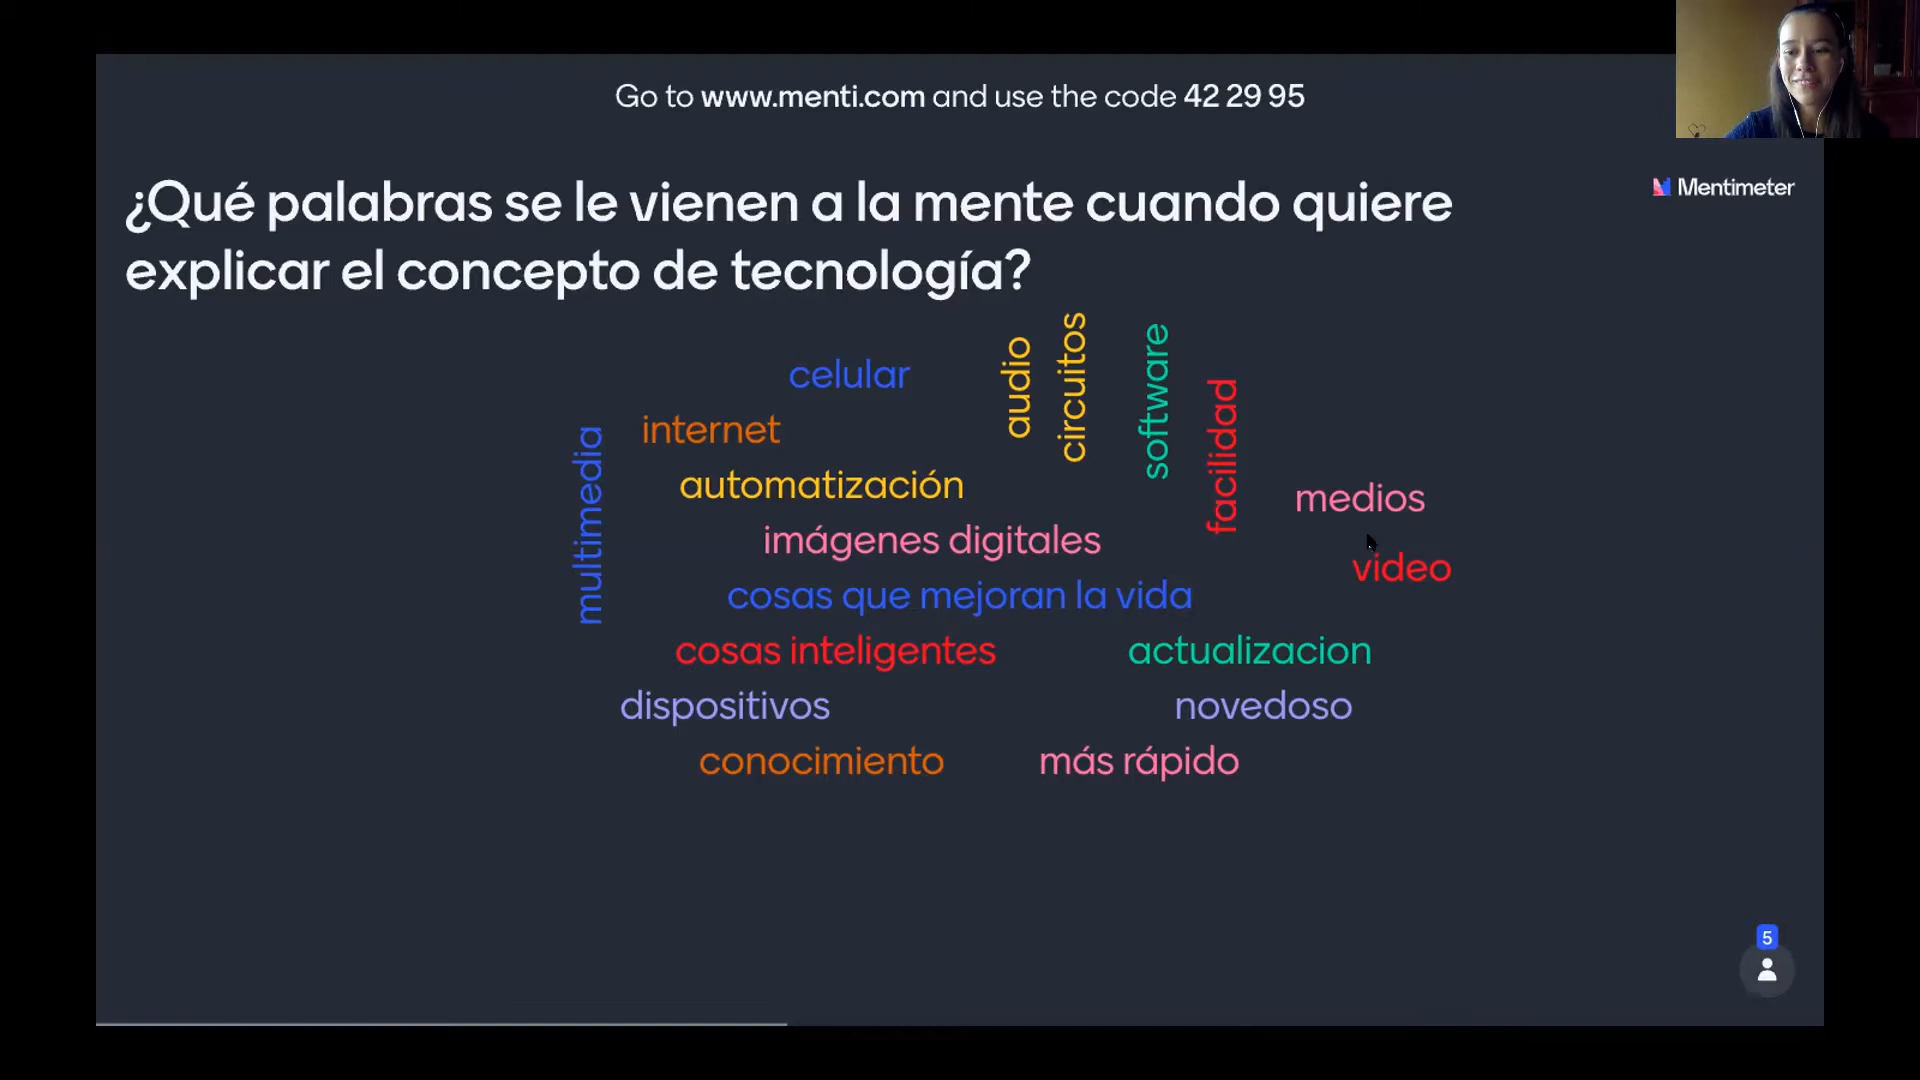 Go to www.menti.com and use the code 42 29 95
Mentimeter
¿Qué palabras se le vienen a la mente cuando quiere
explicar el concepto de tecnología?
celular
audio
circuitos
software
facilidad
internet
multimedia
automatización
medios
imágenes digitales
video
cosas que mejoran la vida
cosas inteligentes
actualizacion
dispositivos
novedoso
conocimiento
más rápido
5